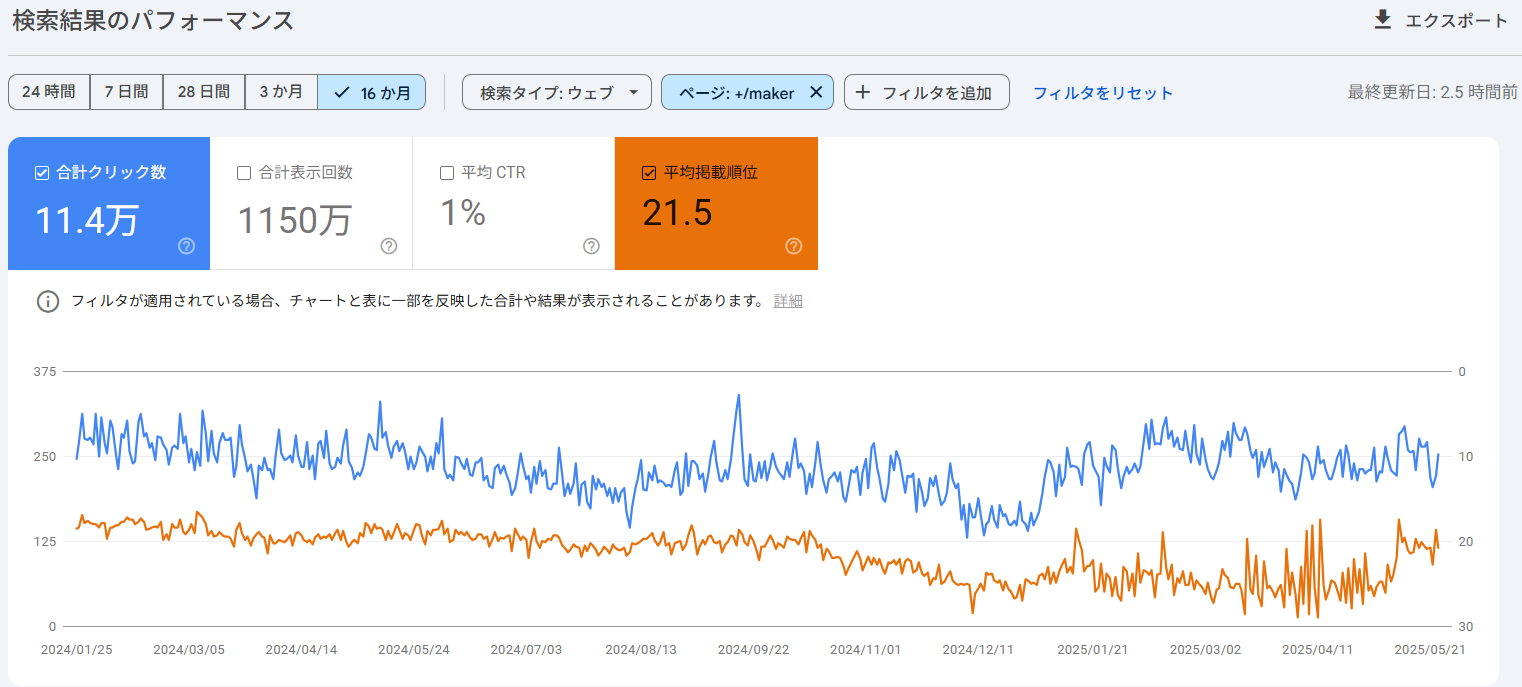 検索結果のパフォーマンス
エクスポート
24 時間 7 日間 28 日間 3 か月 16 か月 検索タイプ: ウェブ ページ: +/maker フィルタを追加 フィルタをリセット 最終更新日: 2.5 時間前
合計クリック数 合計表示回数 平均 CTR 平均掲載順位
11.4万 1150万 1% 21.5
フィルタが適用されている場合、チャートと表に一部を反映した合計や結果が表示されることがあります。 詳細
375 0
250 10
125 20
0 30
2024/01/25 2024/03/05 2024/04/14 2024/05/24 2024/07/03 2024/08/13 2024/09/22 2024/11/01 2024/12/11 2025/01/21 2025/03/02 2025/04/11 2025/05/21